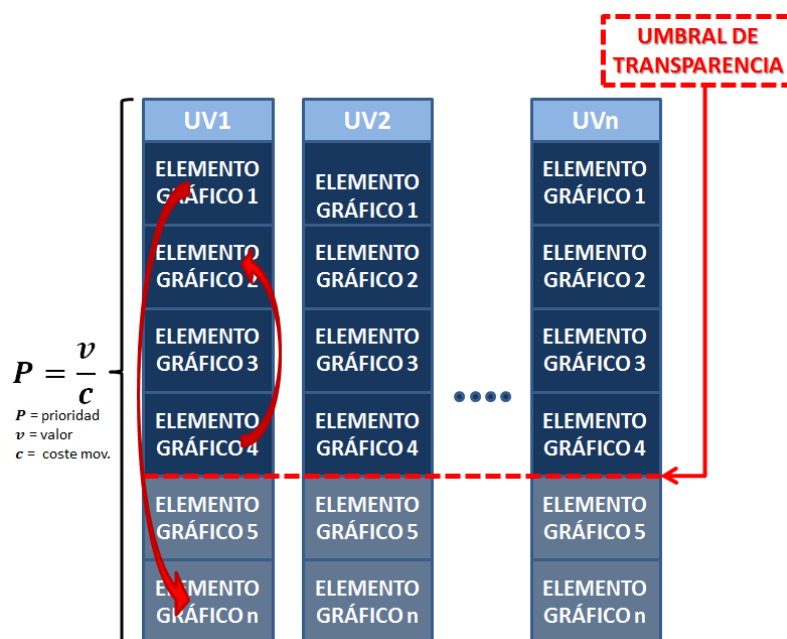 UMBRAL DE
TRANSPARENCIA
UV1
ELEMENTO
GRÁFICO 1
ELEMENTO
GRÁFICO 2
ELEMENTO
GRÁFICO 3
ELEMENTO
GRÁFICO 4
ELEMENTO
GRÁFICO 5
ELEMENTO
GRÁFICO n
UV2
ELEMENTO
GRÁFICO 1
ELEMENTO
GRÁFICO 2
ELEMENTO
GRÁFICO 3
ELEMENTO
GRÁFICO 4
ELEMENTO
GRÁFICO 5
ELEMENTO
GRÁFICO n
UVn
ELEMENTO
GRÁFICO 1
ELEMENTO
GRÁFICO 2
ELEMENTO
GRÁFICO 3
ELEMENTO
GRÁFICO 4
ELEMENTO
GRÁFICO 5
ELEMENTO
GRÁFICO n
P = v/c
P = prioridad
v = valor
c = coste mov.